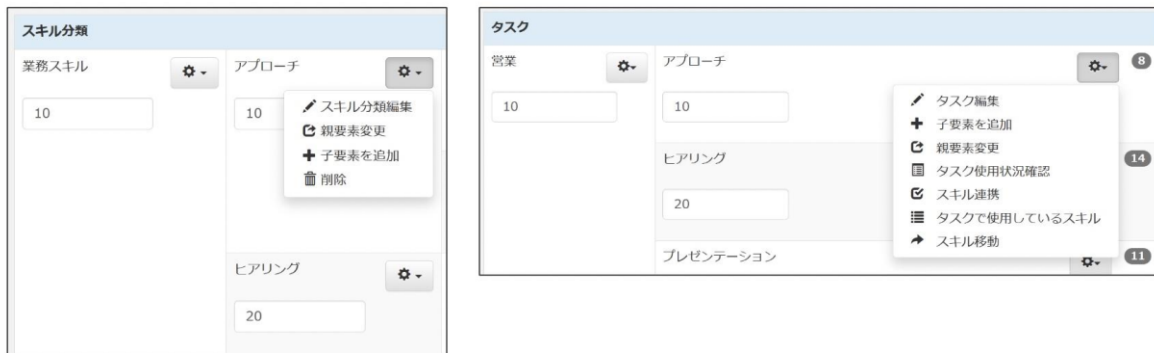 スキル分類
業務スキル
アプローチ
10
10
スキル分類編集
親要素変更
子要素を追加
削除
ヒアリング
20
タスク
営業
アプローチ
8
10
10
タスク編集
子要素を追加
親要素変更
タスク使用状況確認
スキル連携
タスクで使用しているスキル
スキル移動
ヒアリング
14
20
プレゼンテーション
11